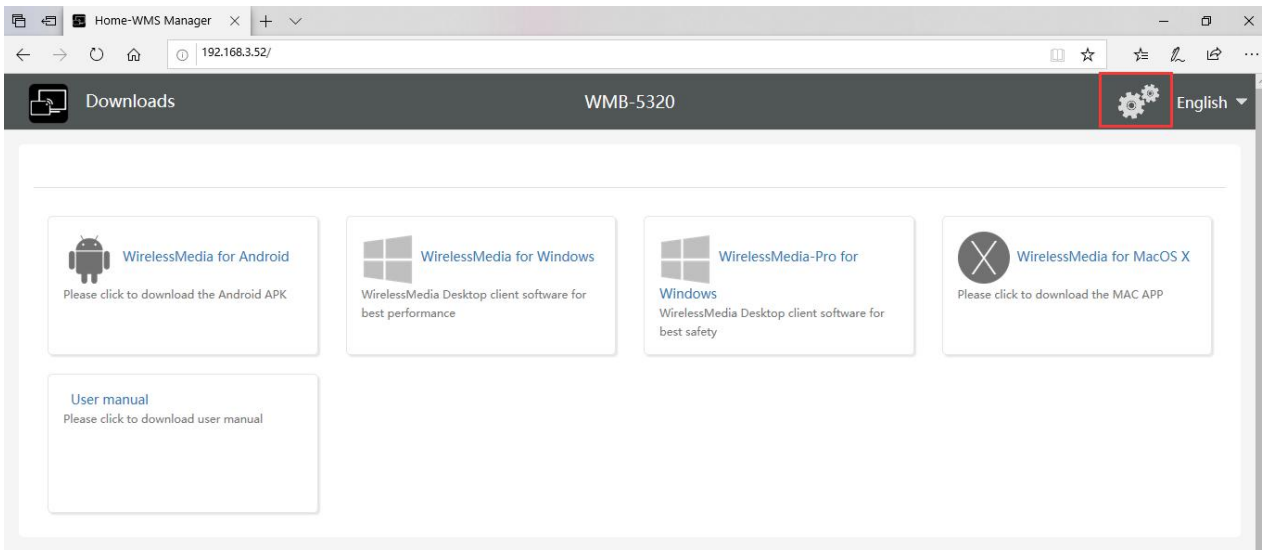 Home-WMS Manager
192.168.3.52/
Downloads
WMB-5320
English
WirelessMedia for Android
Please click to download the Android APK
WirelessMedia for Windows
WirelessMedia Desktop client software for
best performance
WirelessMedia-Pro for
Windows
WirelessMedia Desktop client software for
best safety
X
WirelessMedia for MacOS X
Please click to download the MAC APP
User manual
Please click to download user manual